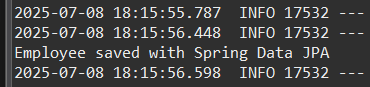 2025-07-08 18:15:55.787  INFO 17532 ---
2025-07-08 18:15:56.448  INFO 17532 ---
Employee saved with Spring Data JPA
2025-07-08 18:15:56.598  INFO 17532 ---